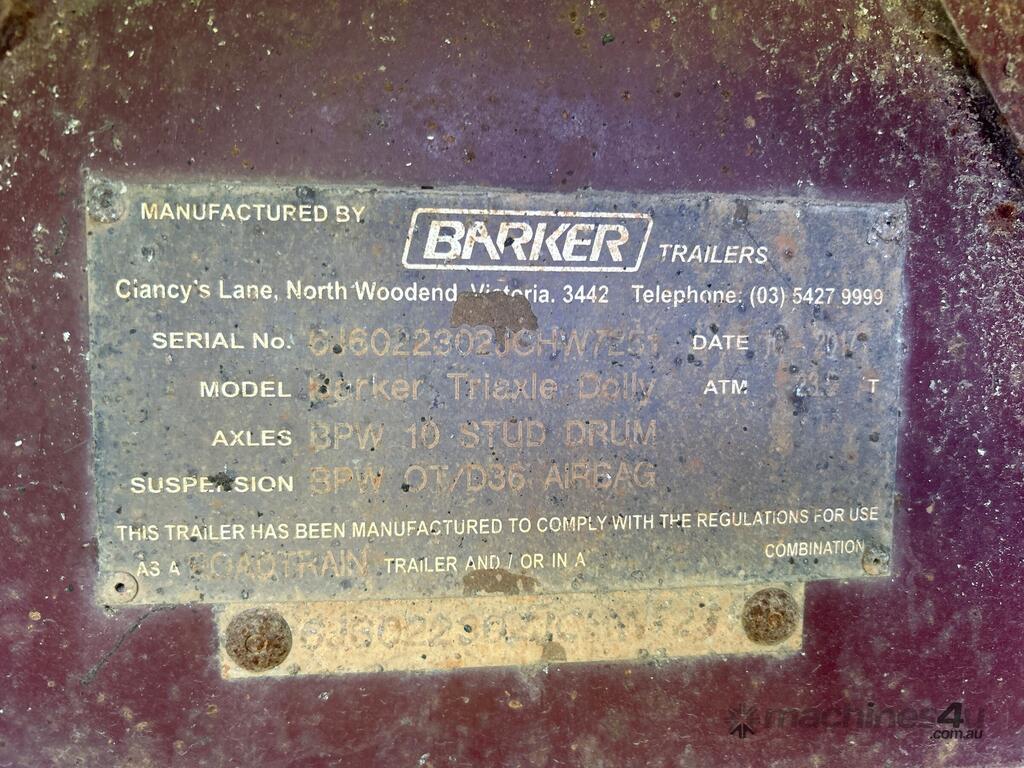 MANUFACTURED BY BARKER TRAILERS
Clancy's Lane, North Woodend, Victoria. 3442 Telephone: (03) 5427 9999
SERIAL No. DATE
MODEL Barker Triaxle Dolly ATM T
AXLES BPW 10 STUD DRUM
SUSPENSION BPW OT/D36 AIRBAG
THIS TRAILER HAS BEEN MANUFACTURED TO COMPLY WITH THE REGULATIONS FOR USE
AS A ROADTRAIN TRAILER AND / OR IN A COMBINATION
machines4u
.com.au